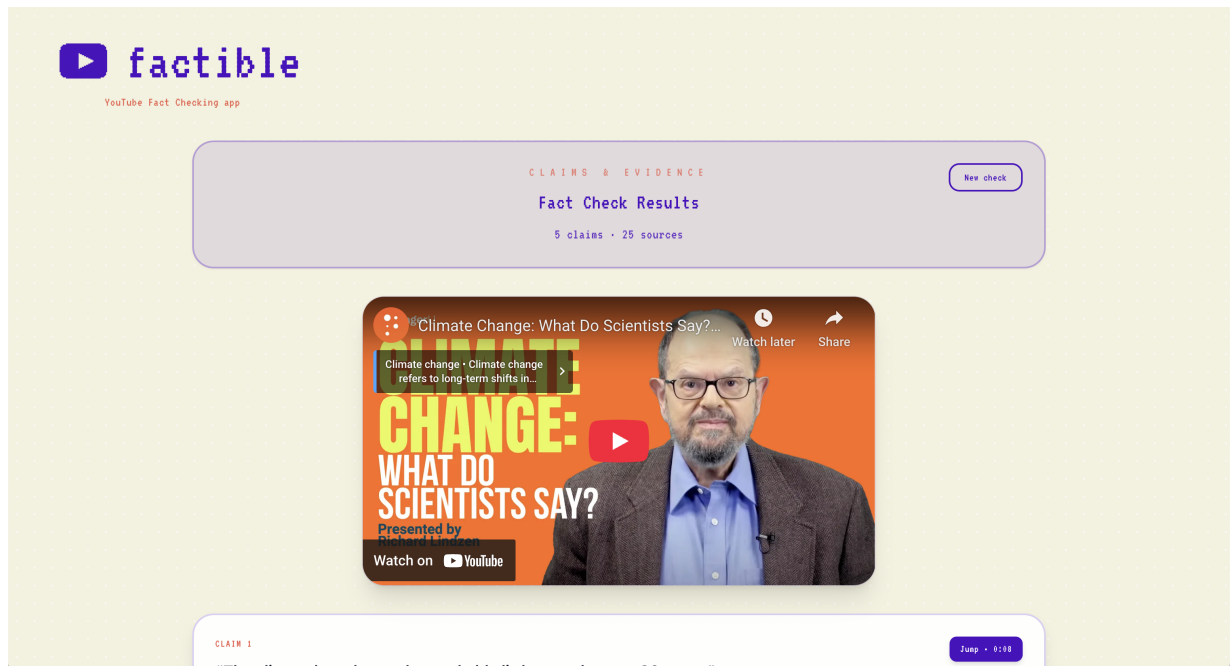 factible
YouTube Fact Checking app
CLAIMS & EVIDENCE
New check
Fact Check Results
5 claims · 25 sources
Climate Change: What Do Scientists Say?...
Watch later
Share
CLIMATE
Climate change • Climate change
refers to long-term shifts in...
CHANGE:
WHAT DO
SCIENTISTS SAY?
Presented by
Richard Lindzen
Watch on YouTube
CLAIM 1
Jump · 0:08